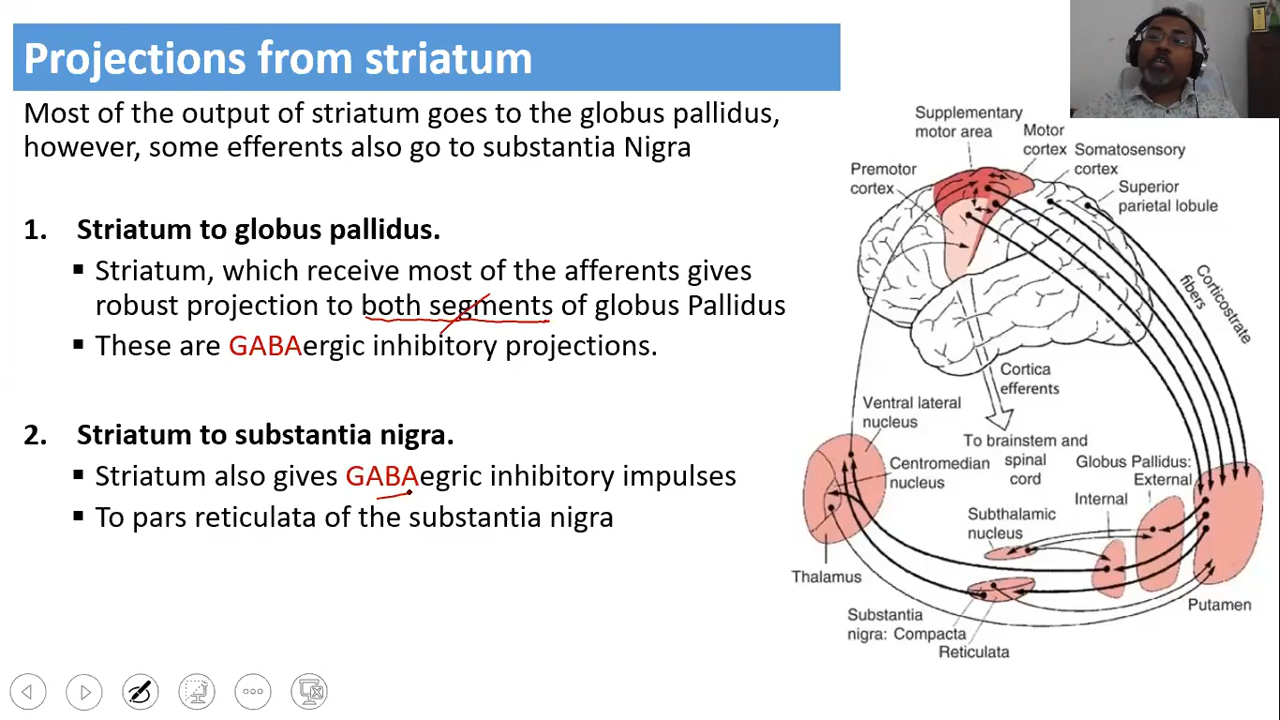 Projections from striatum
Most of the output of striatum goes to the globus pallidus,
however, some efferents also go to substantia Nigra
1. Striatum to globus pallidus.
▪ Striatum, which receive most of the afferents gives
robust projection to both segments of globus Pallidus
▪ These are GABAergic inhibitory projections.
2. Striatum to substantia nigra.
▪ Striatum also gives GABAegric inhibitory impulses
▪ To pars reticulata of the substantia nigra
Supplementary
motor area
Motor
cortex
Somatosensory
cortex
Premotor
cortex
Superior
parietal lobule
Corticostrate
fibers
Cortica
efferents
Ventral lateral
nucleus
To brainstem and
spinal
cord
Centromedian
nucleus
Globus Pallidus:
External
Internal
Subthalamic
nucleus
Thalamus
Putamen
Substantia
nigra: Compacta
Reticulata